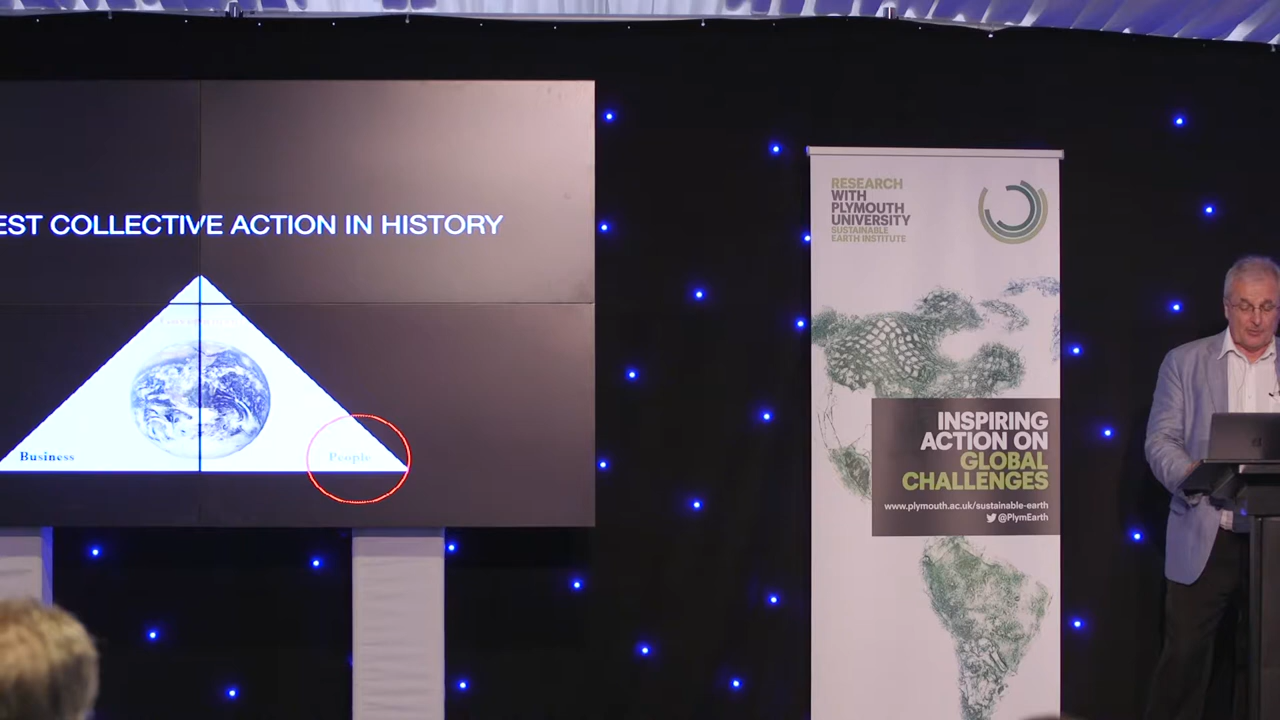 EST COLLECTIVE ACTION IN HISTORY
Business
People
RESEARCH
WITH
PLYMOUTH
UNIVERSITY
SUSTAINABLE
EARTH INSTITUTE
INSPIRING
ACTION ON
GLOBAL
CHALLENGES
www.plymouth.ac.uk/sustainable-earth
@PlymEarth